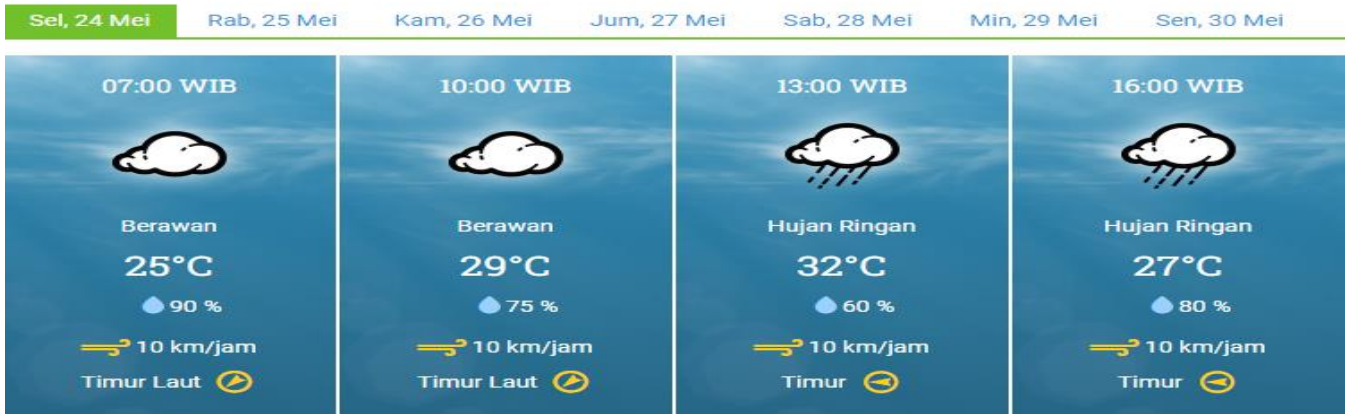 Sel, 24 Mei Rab, 25 Mei Kam, 26 Mei Jum, 27 Mei Sab, 28 Mei Min, 29 Mei Sen, 30 Mei
07:00 WIB
Berawan
25°C
90 %
10 km/jam
Timur Laut
10:00 WIB
Berawan
29°C
75 %
10 km/jam
Timur Laut
13:00 WIB
Hujan Ringan
32°C
60 %
10 km/jam
Timur
16:00 WIB
Hujan Ringan
27°C
80 %
10 km/jam
Timur